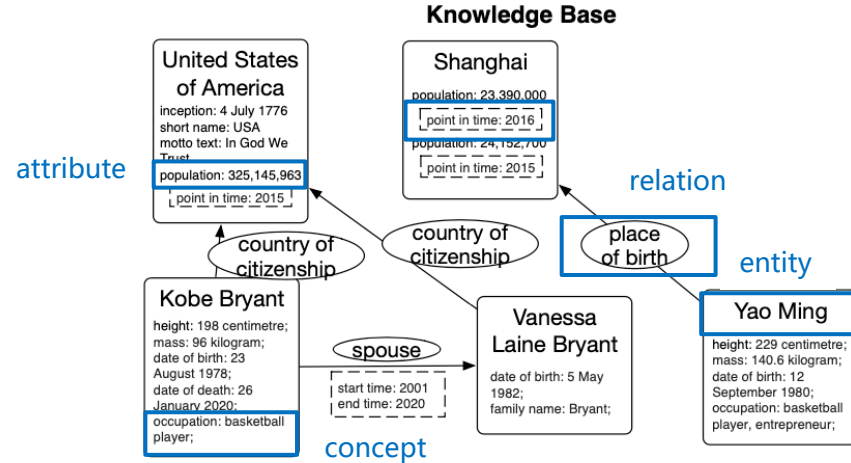 Knowledge Base
United States
of America
inception: 4 July 1776
short name: USA
motto text: In God We
Trust
population: 325,145,963
point in time: 2015
attribute
Shanghai
population: 23,390,000
point in time: 2016
population: 24,152,700
point in time: 2015
relation
country of
citizenship
country of
citizenship
place
of birth
entity
Kobe Bryant
height: 198 centimetre;
mass: 96 kilogram;
date of birth: 23
August 1978;
date of death: 26
January 2020;
occupation: basketball
player;
concept
spouse
start time: 2001
end time: 2020
Vanessa
Laine Bryant
date of birth: 5 May
1982;
family name: Bryant;
Yao Ming
height: 229 centimetre;
mass: 140.6 kilogram;
date of birth: 12
September 1980;
occupation: basketball
player, entrepreneur;